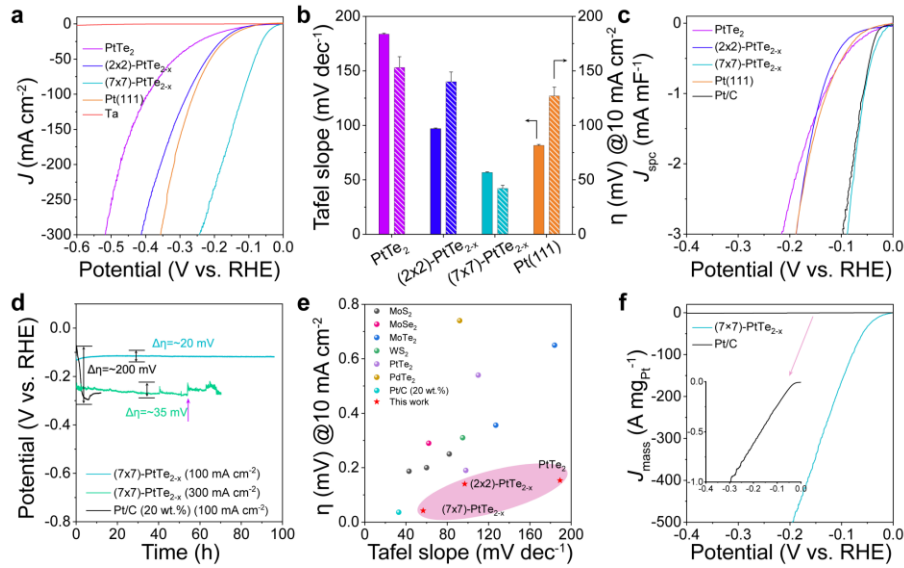 a
0
-50
-100
-150
-200
-250
-300
J (mA cm⁻²)
PtTe₂
(2x2)-PtTe₂₋ₓ
(7x7)-PtTe₂₋ₓ
Pt(111)
Ta
-0.6 -0.5 -0.4 -0.3 -0.2 -0.1 0.0
Potential (V vs. RHE)
b
200
150
100
50
0
Tafel slope (mV dec⁻¹)
200
150
100
50
0
η (mV) @10 mA cm⁻²
PtTe₂
(2x2)-PtTe₂₋ₓ
(7x7)-PtTe₂₋ₓ
Pt(111)
c
0
-1
-2
-3
Jspc (mA mF⁻¹)
PtTe₂
(2x2)-PtTe₂₋ₓ
(7x7)-PtTe₂₋ₓ
Pt(111)
Pt/C
-0.4 -0.3 -0.2 -0.1 0.0
Potential (V vs. RHE)
d
0.0
-0.2
-0.4
-0.6
-0.8
Potential (V vs. RHE)
Δη=~20 mV
Δη=~200 mV
Δη=~35 mV
(7x7)-PtTe₂₋ₓ (100 mA cm⁻²)
(7x7)-PtTe₂₋ₓ (300 mA cm⁻²)
Pt/C (20 wt.%) (100 mA cm⁻²)
0 20 40 60 80 100
Time (h)
e
0.8
0.6
0.4
0.2
0.0
η (mV) @10 mA cm⁻²
MoS₂
MoSe₂
MoTe₂
WS₂
PtTe₂
PdTe₂
Pt/C (20 wt.%)
This work
PtTe₂
(2x2)-PtTe₂₋ₓ
(7x7)-PtTe₂₋ₓ
0 40 80 120 160 200
Tafel slope (mV dec⁻¹)
f
0
-100
-200
-300
-400
-500
Jmass (A mgPt⁻¹)
(7×7)-PtTe₂₋ₓ
Pt/C
0.0
-0.5
-1.0
-0.4 -0.3 -0.2 -0.1 0.0
-0.4 -0.3 -0.2 -0.1 0.0
Potential (V vs. RHE)